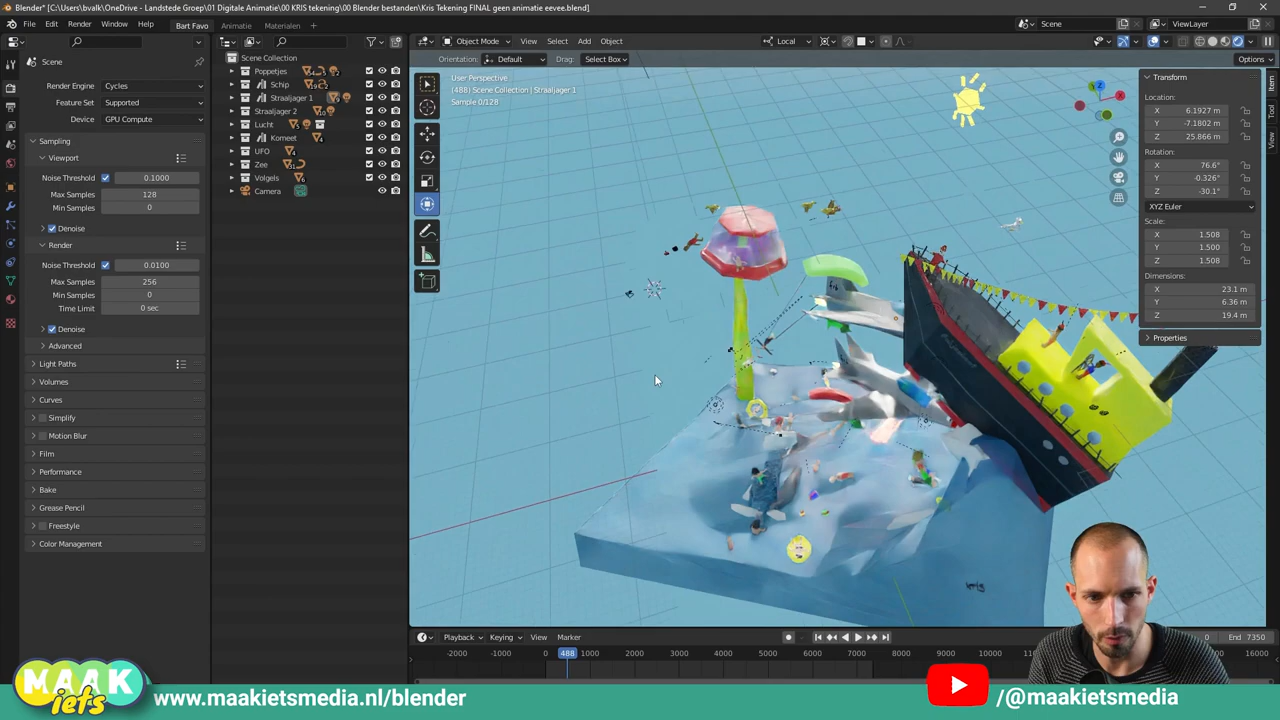 Blender* [C:\Users\bvalk\OneDrive - Landstede Groep\01 Digitale Animatie\00 KRIS tekening\00 Blender bestanden\Kris Tekening FINAL geen animatie eevee.blend]
File Edit Render Window Help Bart Favo Animatie Materialen Scene ViewLayer
Object Mode View Select Add Object Local
Scene
Orientation: Default Drag: Select Box Options
Scene Collection
Render Engine Cycles
Feature Set Supported
Device GPU Compute
Poppetjes
Schip
Straaljager 1
Straaljager 2
Lucht
Komeet
UFO
Zee
Volgels
Camera
User Perspective
(488) Scene Collection | Straaljager 1
Sample 0/128
Sampling
Viewport
Noise Threshold 0.1000
Max Samples 128
Min Samples 0
Denoise
Render
Noise Threshold 0.0100
Max Samples 256
Min Samples 0
Time Limit 0 sec
Denoise
Advanced
Light Paths
Volumes
Curves
Simplify
Motion Blur
Film
Performance
Bake
Grease Pencil
Freestyle
Color Management
Transform
Location:
X 6.1927 m
Y -7.1802 m
Z 25.866 m
Rotation:
X 76.6°
Y -0.326°
Z -30.1°
XYZ Euler
Scale:
X 1.508
Y 1.500
Z 1.508
Dimensions:
X 23.1 m
Y 6.36 m
Z 19.4 m
Properties
Item
Tool
View
Playback Keying View Marker 0 End 7350
-2000 -1000 0 488 1000 2000 3000 4000 5000 6000 7000 8000 9000 10000
MAAK
iets
www.maakietsmedia.nl/blender
/@maakietsmedia